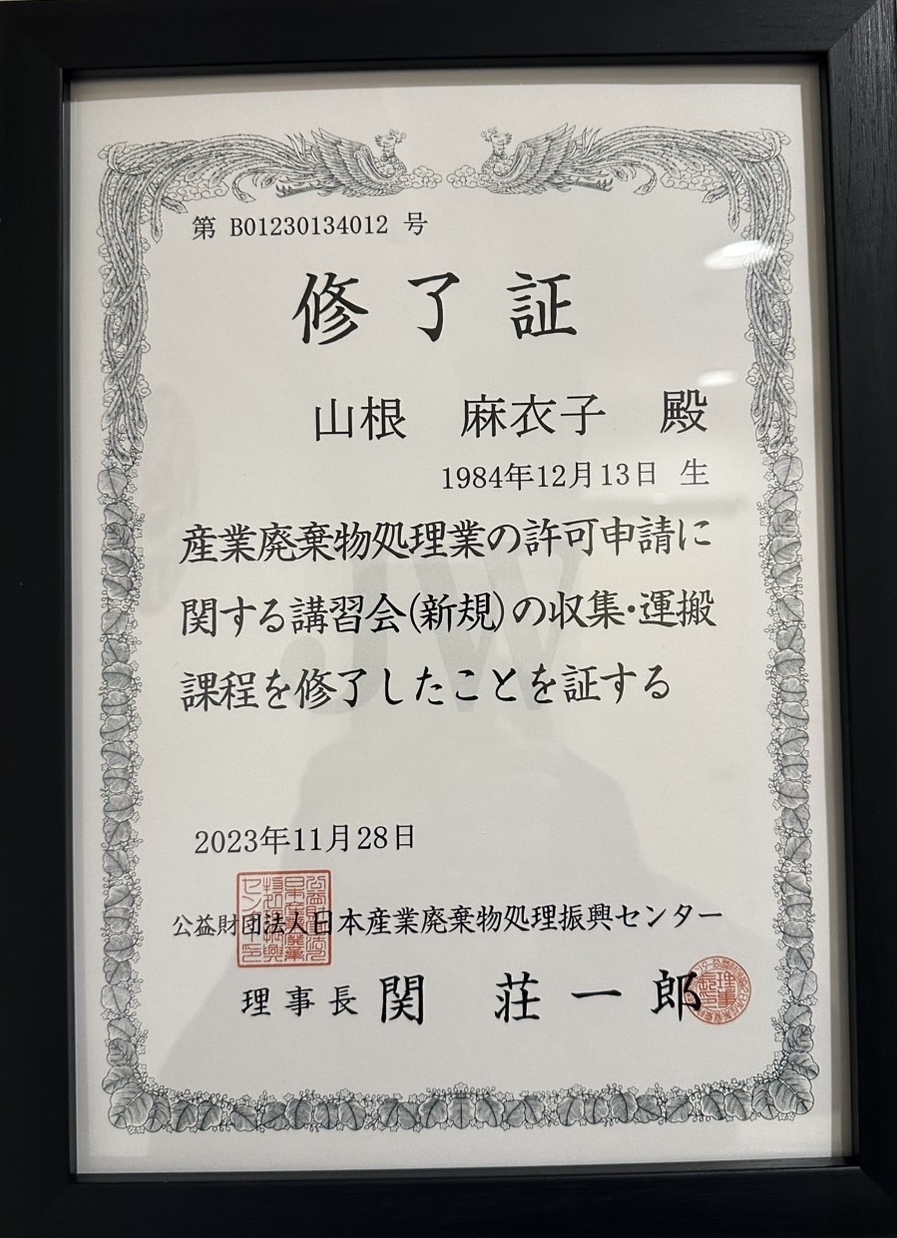 第 B01230134012 号
修了証
山根 麻衣子 殿
1984年12月13日 生
産業廃棄物処理業の許可申請に
関する講習会(新規)の収集・運搬
課程を修了したことを証する
2023年11月28日
公益財団法人日本産業廃棄物処理振興センター
理事長 関 荘一郎
JW